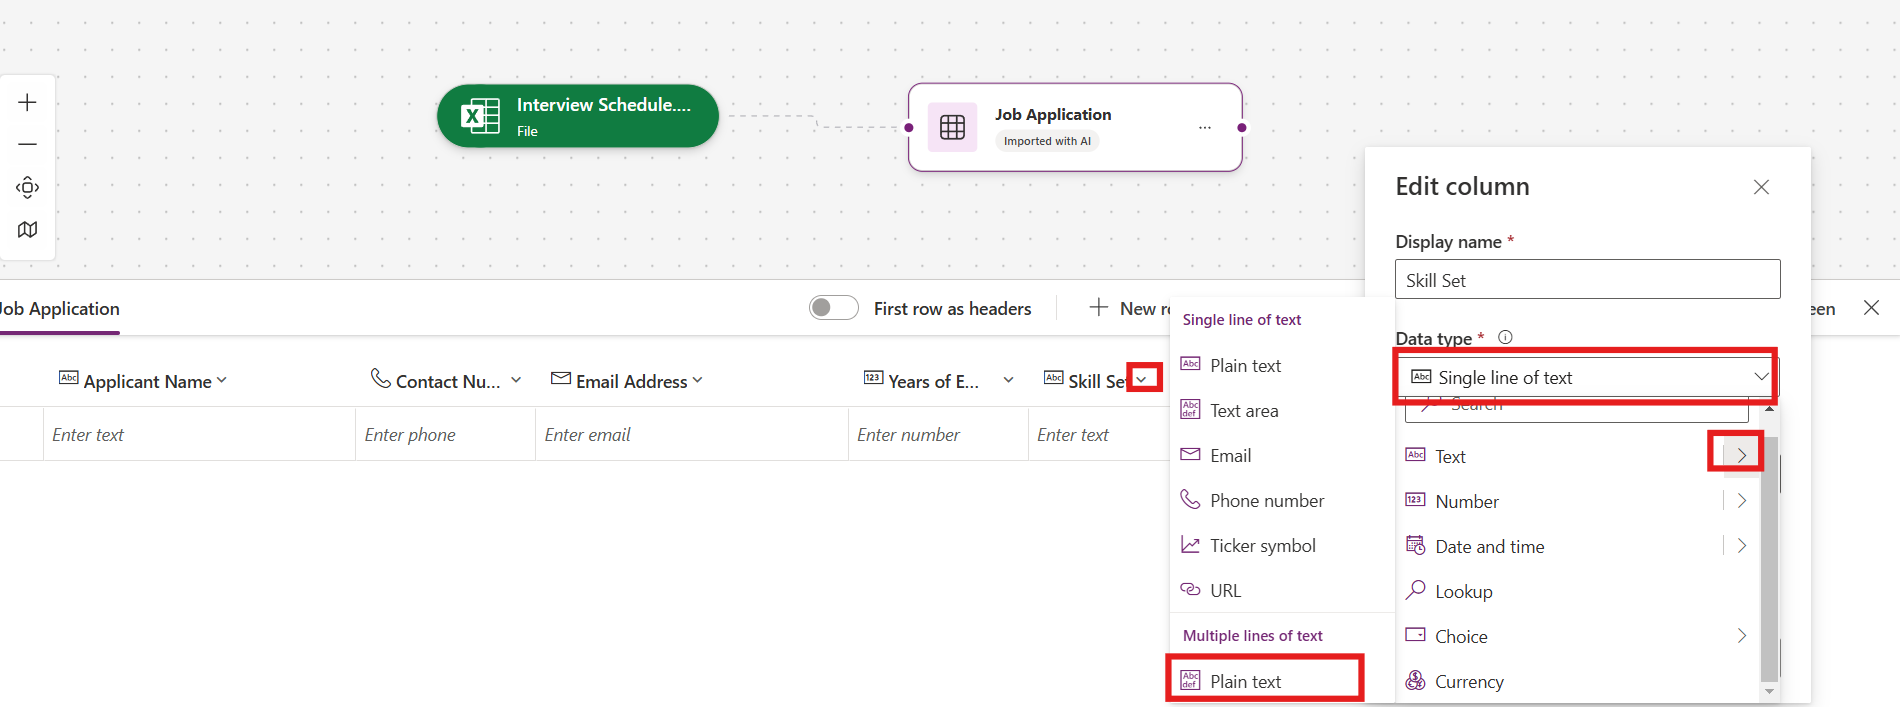 Interview Schedule....
File
Job Application
Imported with AI
...
Edit column
Display name *
Skill Set
Job Application
First row as headers
New r
een
Data type *
Single line of text
Search
Applicant Name
Contact Nu...
Email Address
Years of E...
Skill Set
Enter text
Enter phone
Enter email
Enter number
Enter text
Single line of text
Plain text
Text area
Email
Phone number
Ticker symbol
URL
Multiple lines of text
Plain text
Text
Number
Date and time
Lookup
Choice
Currency